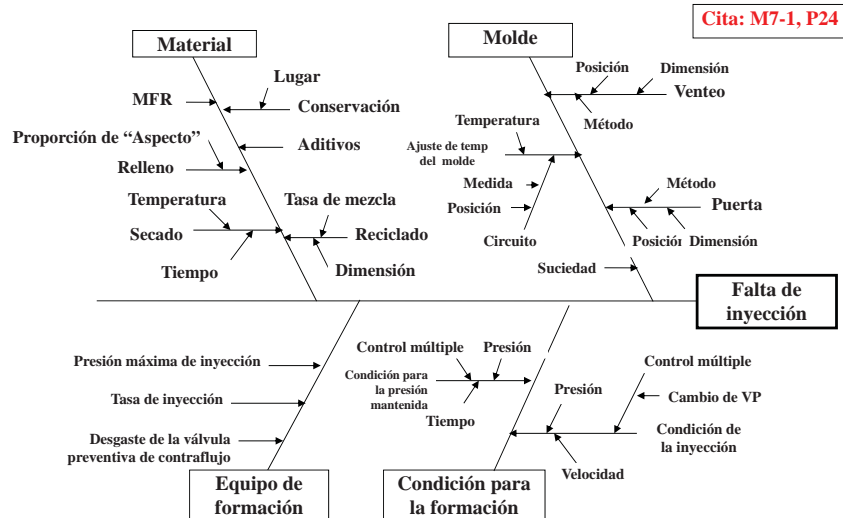 Cita: M7-1, P24
Material
Molde
Lugar
MFR
Conservación
Proporción de “Aspecto”
Aditivos
Relleno
Temperatura
Tasa de mezcla
Secado
Reciclado
Tiempo
Dimensión
Posición
Dimensión
Venteo
Método
Temperatura
Ajuste de temp
del molde
Medida
Posición
Circuito
Método
Puerta
Posición
Dimensión
Suciedad
Falta de
inyección
Presión máxima de inyección
Tasa de inyección
Desgaste de la válvula
preventiva de contraflujo
Equipo de
formación
Control múltiple
Presión
Condición para
la presión
mantenida
Tiempo
Control múltiple
Cambio de VP
Presión
Condición de
la inyección
Velocidad
Condición para
la formación